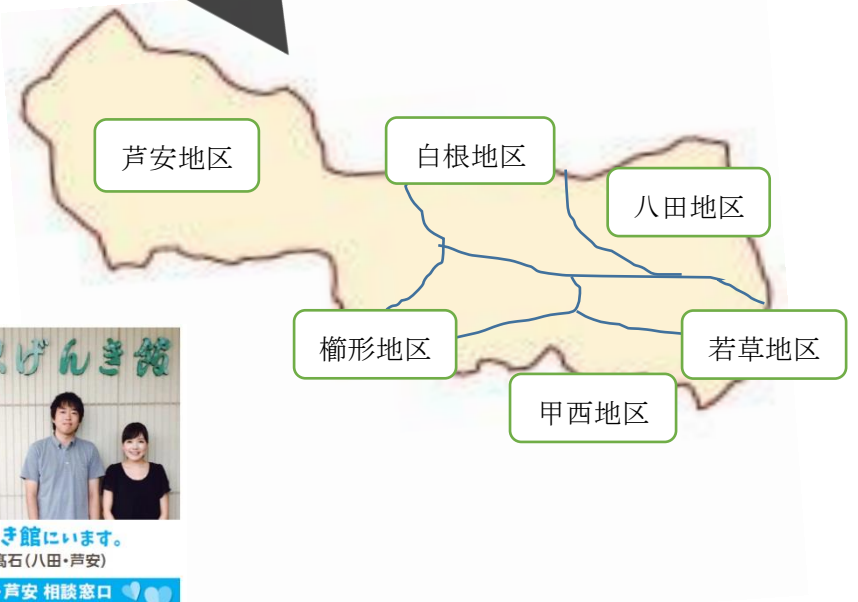 芦安地区
白根地区
八田地区
櫛形地区
若草地区
甲西地区
げんき館
き館にいます。
髙石(八田・芦安)
芦安 相談窓口